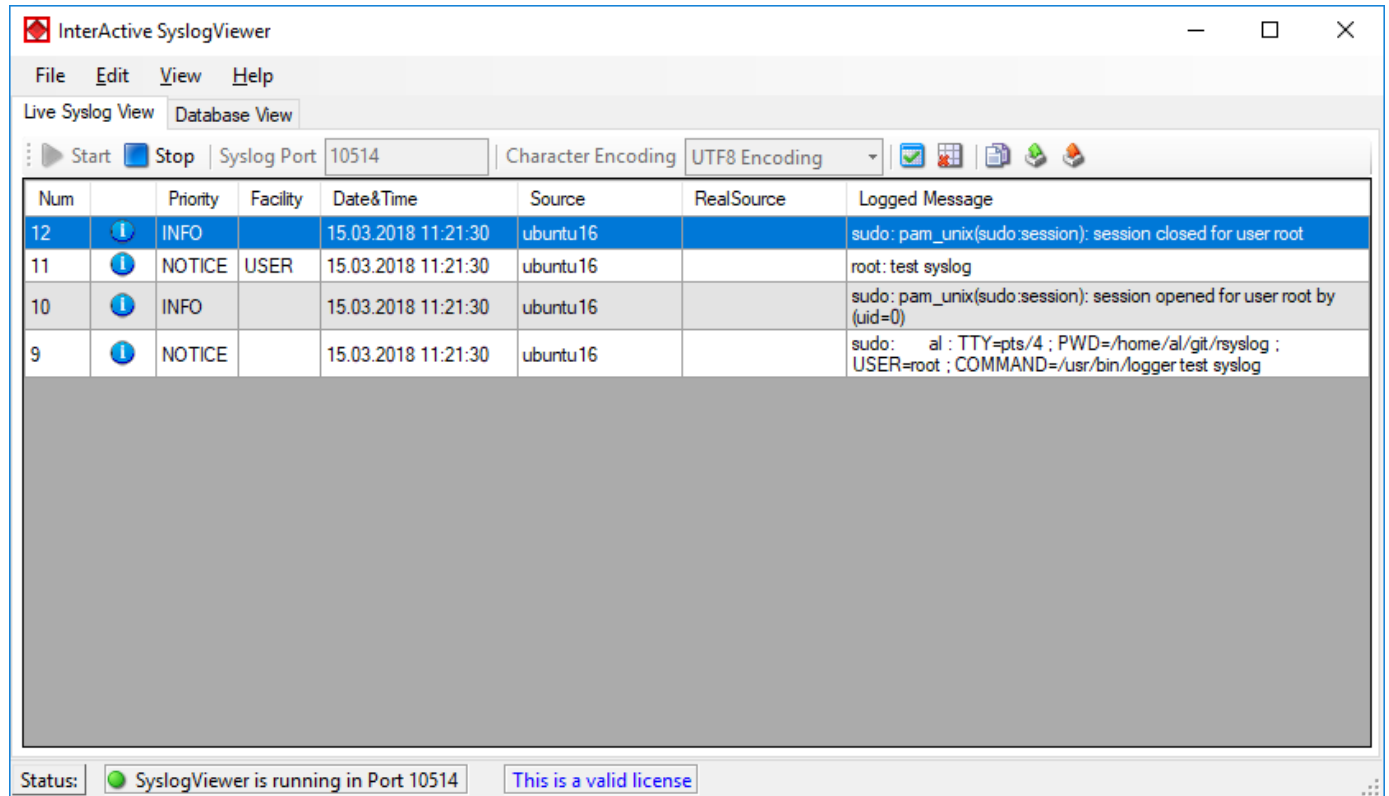 InterActive SyslogViewer
File Edit View Help
Live Syslog View Database View
Start Stop Syslog Port 10514 Character Encoding UTF8 Encoding
Num Priority Facility Date&Time Source RealSource Logged Message
12 INFO 15.03.2018 11:21:30 ubuntu16 sudo: pam_unix(sudo:session): session closed for user root
11 NOTICE USER 15.03.2018 11:21:30 ubuntu16 root: test syslog
10 INFO 15.03.2018 11:21:30 ubuntu16 sudo: pam_unix(sudo:session): session opened for user root by
(uid=0)
9 NOTICE 15.03.2018 11:21:30 ubuntu16 sudo: al : TTY=pts/4 ; PWD=/home/al/git/rsyslog ;
USER=root ; COMMAND=/usr/bin/logger test syslog
Status: SyslogViewer is running in Port 10514 This is a valid license